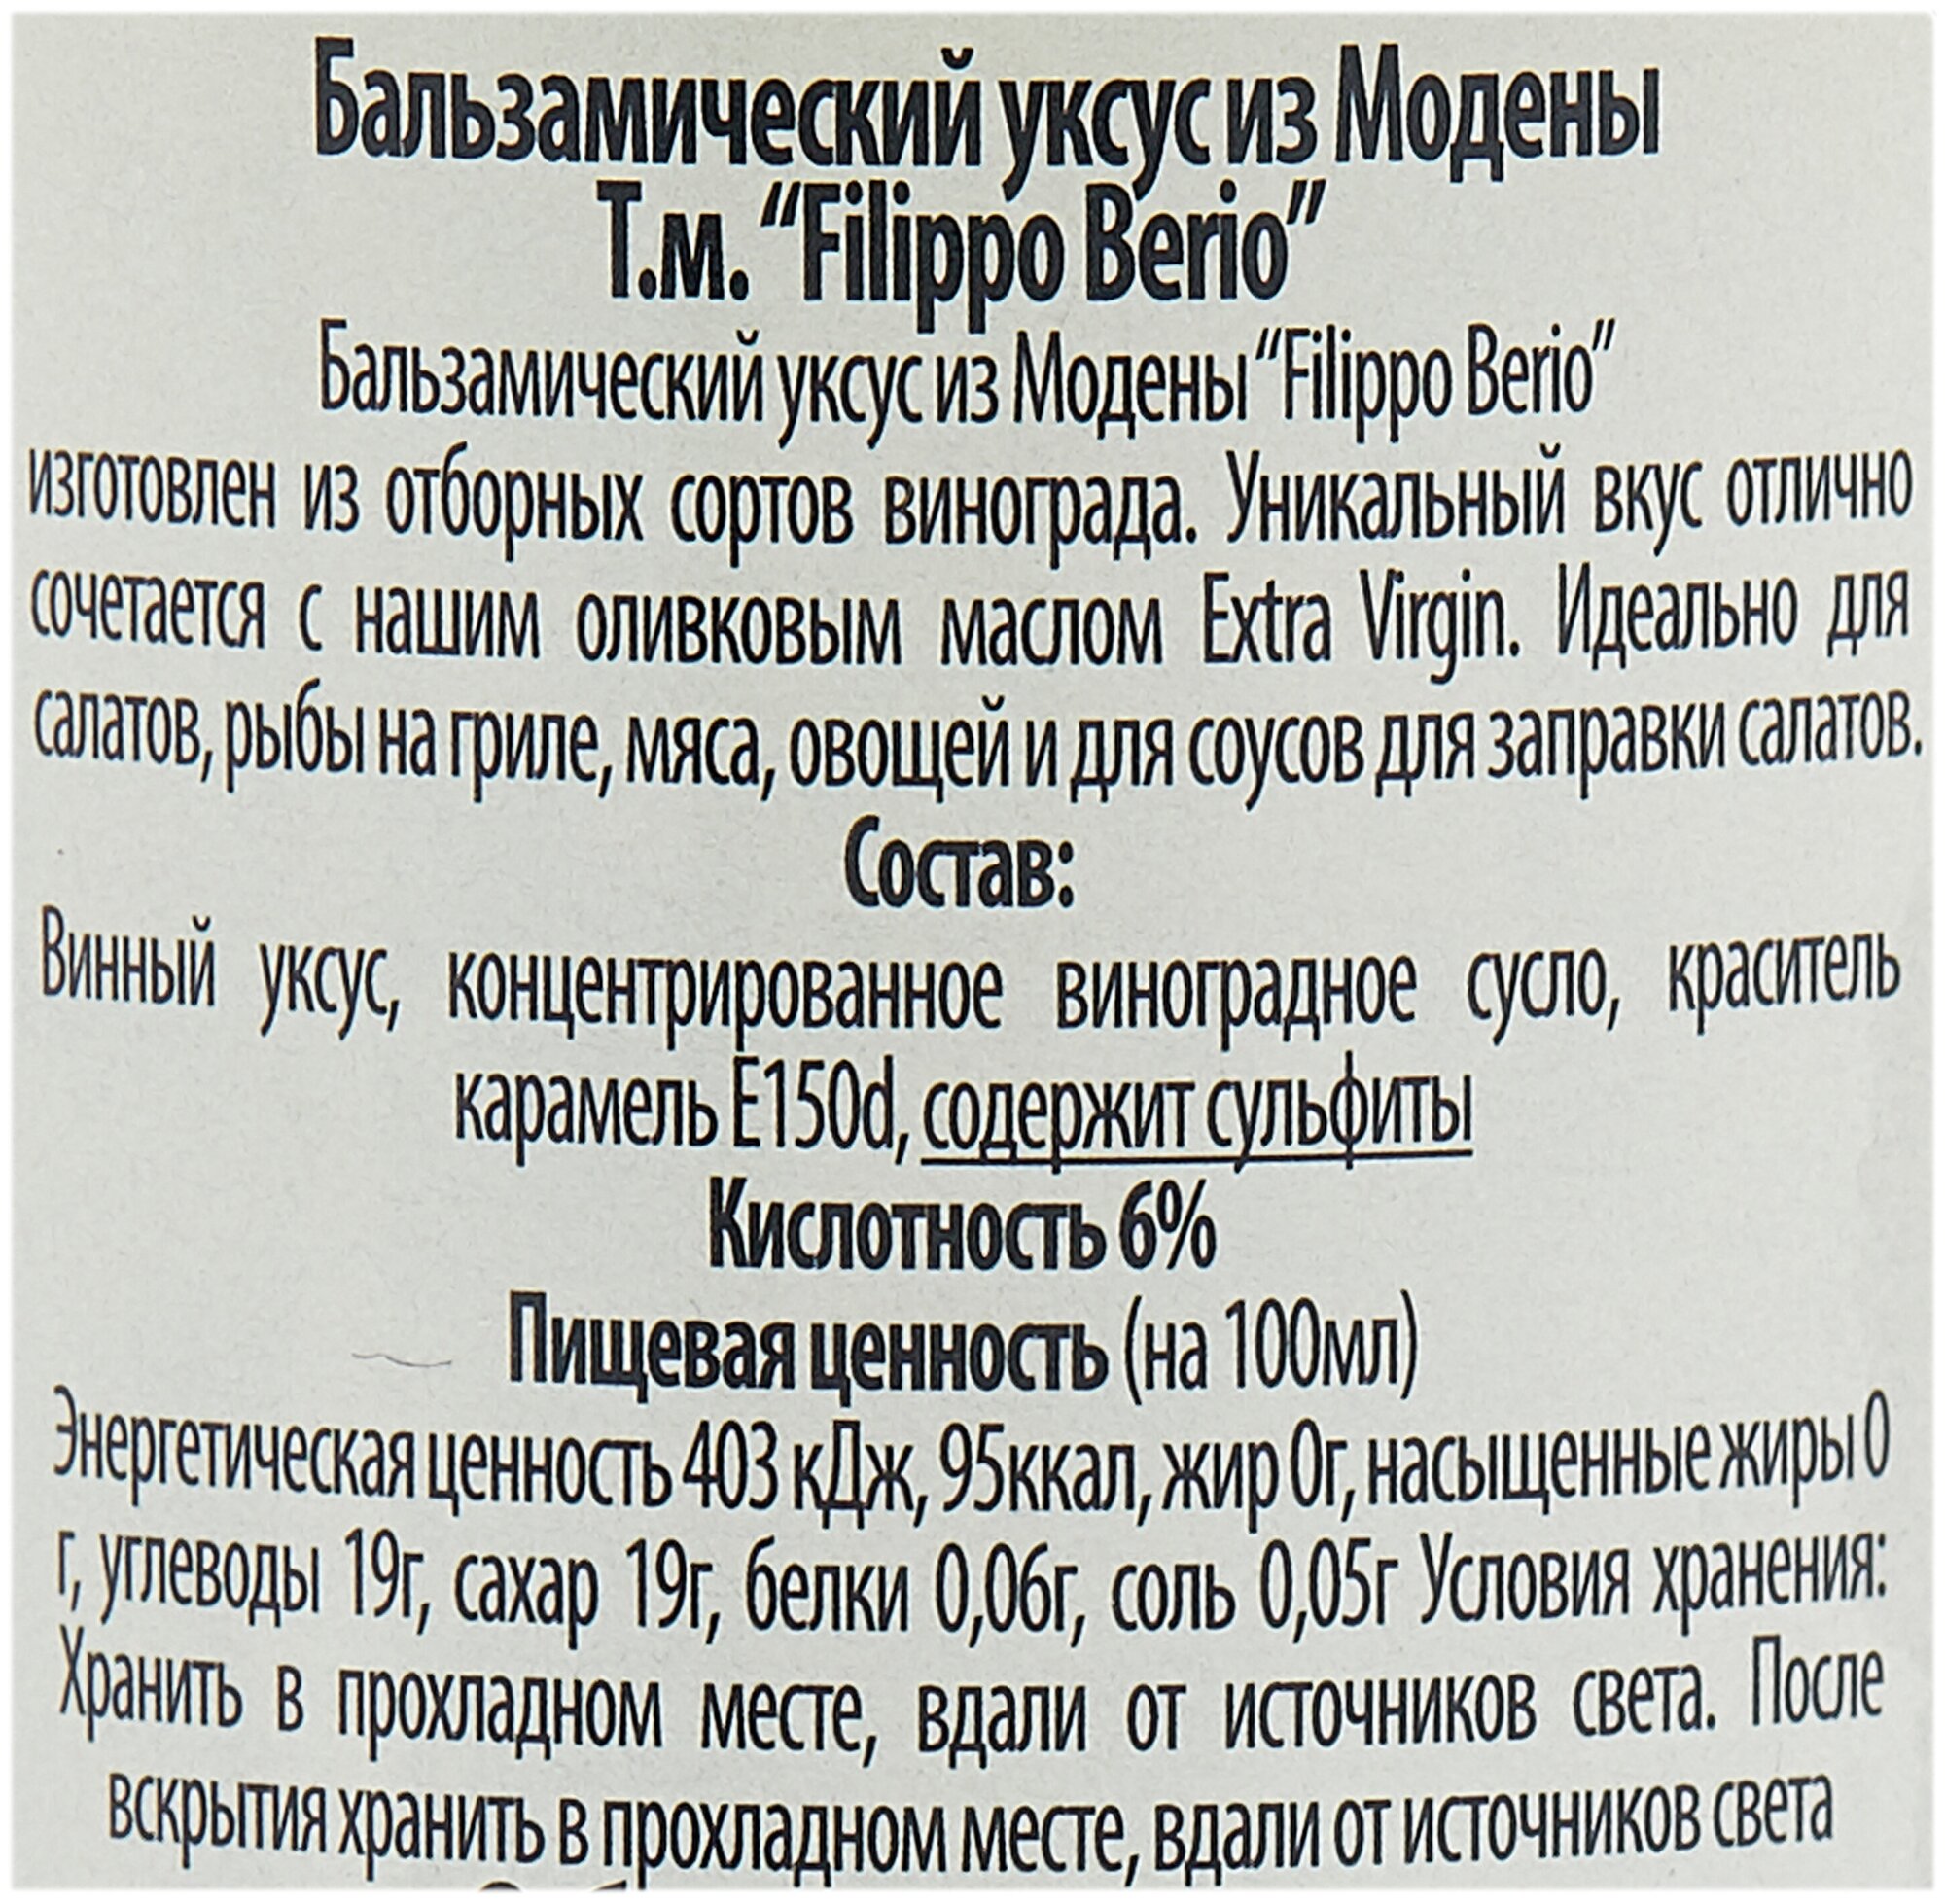 Бальзамический уксус из Модены
Т.м. “Filippo Berio”
Бальзамический уксус из Модены “Filippo Berio”
изготовлен из отборных сортов винограда. Уникальный вкус отлично
сочетается с нашим оливковым маслом Extra Virgin. Идеально для
салатов, рыбы на гриле, мяса, овощей и для соусов для заправки салатов.
Состав:
Винный уксус, концентрированное виноградное сусло, краситель
карамель Е150d, содержит сульфиты
Кислотность 6%
Пищевая ценность (на 100мл)
Энергетическая ценность 403 кДж, 95ккал, жир 0г, насыщенные жиры 0
г, углеводы 19г, сахар 19г, белки 0,06г, соль 0,05г Условия хранения:
Хранить в прохладном месте, вдали от источников света. После
вскрытия хранить в прохладном месте, вдали от источников света